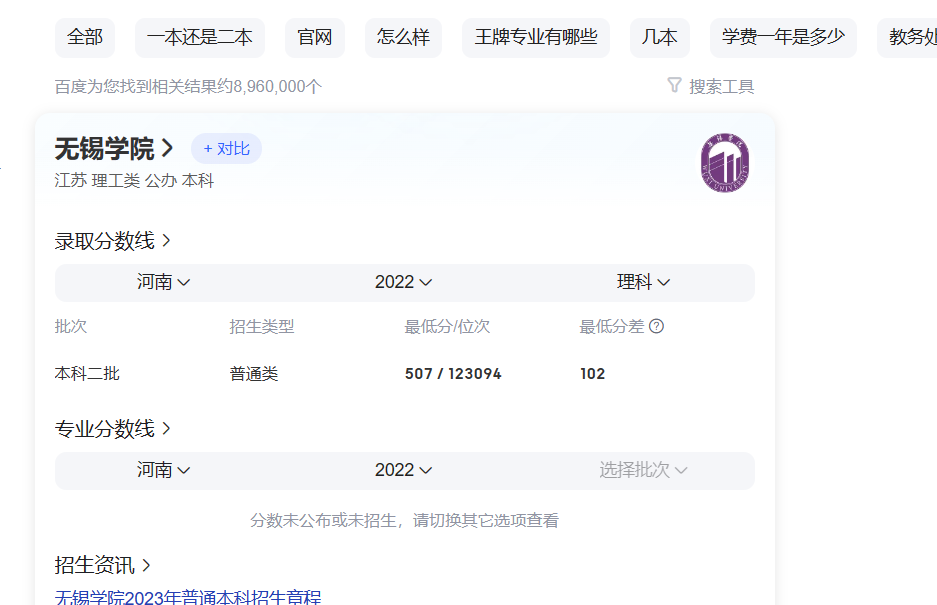 全部 一本还是二本 官网 怎么样 王牌专业有哪些 几本 学费一年是多少 教务处
百度为您找到相关结果约8,960,000个 搜索工具
无锡学院 + 对比
江苏 理工类 公办 本科
无锡学院
WUXI UNIVERSITY
录取分数线
河南 2022 理科
批次 招生类型 最低分/位次 最低分差
本科二批 普通类 507 / 123094 102
专业分数线
河南 2022 选择批次
分数未公布或未招生，请切换其它选项查看
招生资讯
无锡学院2023年普通本科招生章程